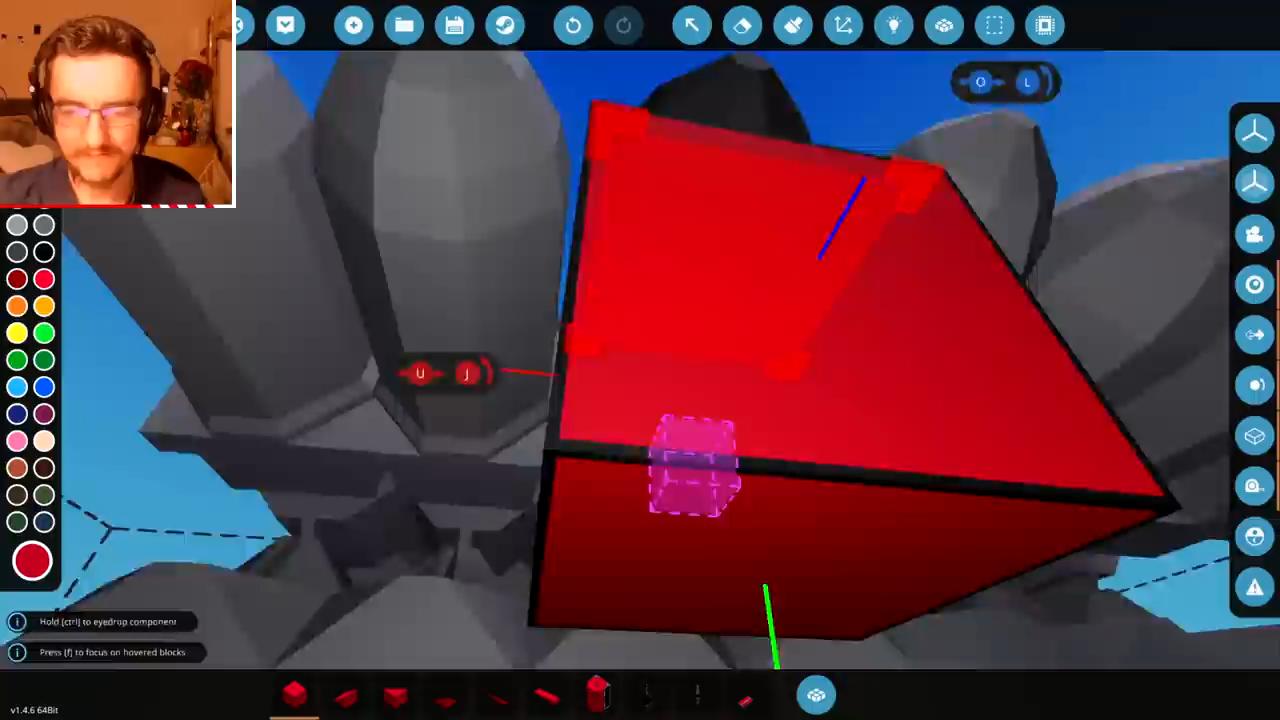 O L
U J
Hold [ctrl] to eyedrop component
Press [f] to focus on hovered blocks
v1.4.6 64Bit